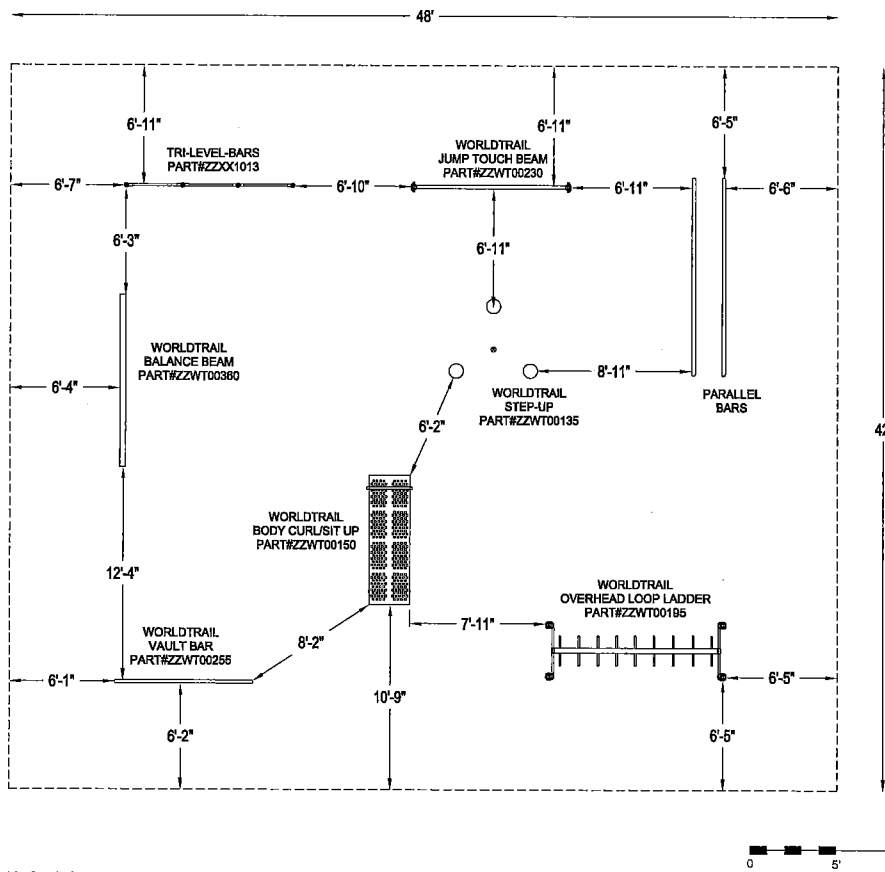 48'
6'-11"
6'-11"
6'-5"
TRI-LEVEL-BARS
PART#ZZXX1013
WORLDTRAIL
JUMP TOUCH BEAM
PART#ZZWT00230
6'-7"
6'-10"
6'-11"
6'-6"
6'-3"
6'-11"
WORLDTRAIL
BALANCE BEAM
PART#ZZWT00360
6'-4"
8'-11"
WORLDTRAIL
STEP-UP
PART#ZZWT00135
PARALLEL
BARS
6'-2"
42
WORLDTRAIL
BODY CURL/SIT UP
PART#ZZWT00150
12'-4"
WORLDTRAIL
OVERHEAD LOOP LADDER
PART#ZZWT00195
7'-11"
WORLDTRAIL
VAULT BAR
PART#ZZWT00255
8'-2"
6'-1"
6'-5"
10'-9"
6'-2"
6'-5"
0 5'